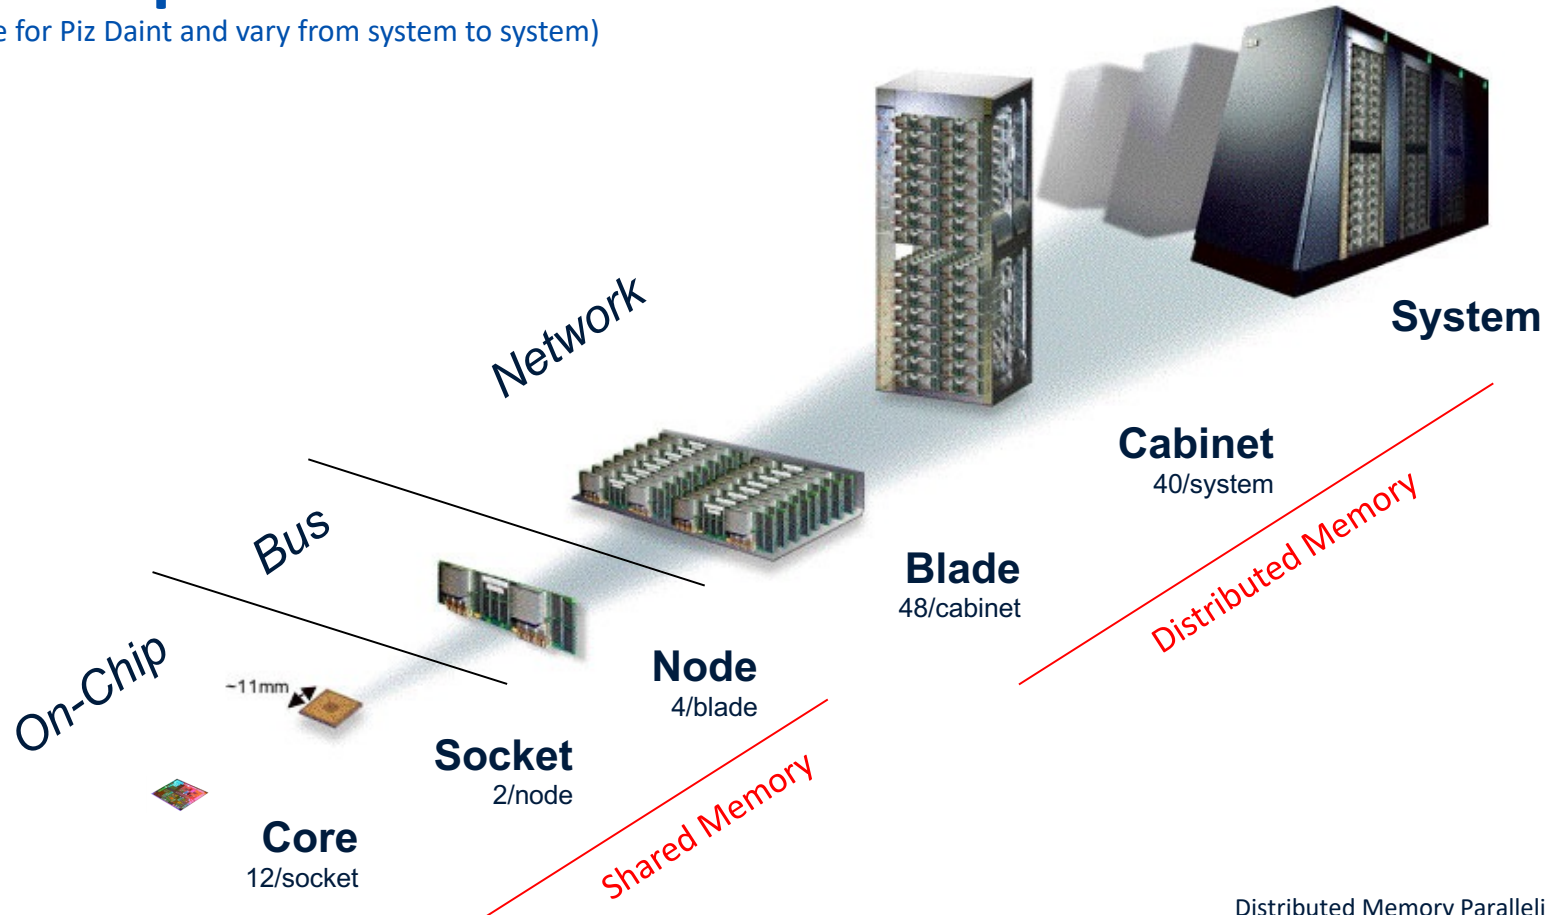 e for Piz Daint and vary from system to system)
System
Network
Cabinet
40/system
Distributed Memory
Bus
Blade
48/cabinet
On-Chip
~11mm
Node
4/blade
Socket
2/node
Shared Memory
Core
12/socket
Distributed Memory Paralleli